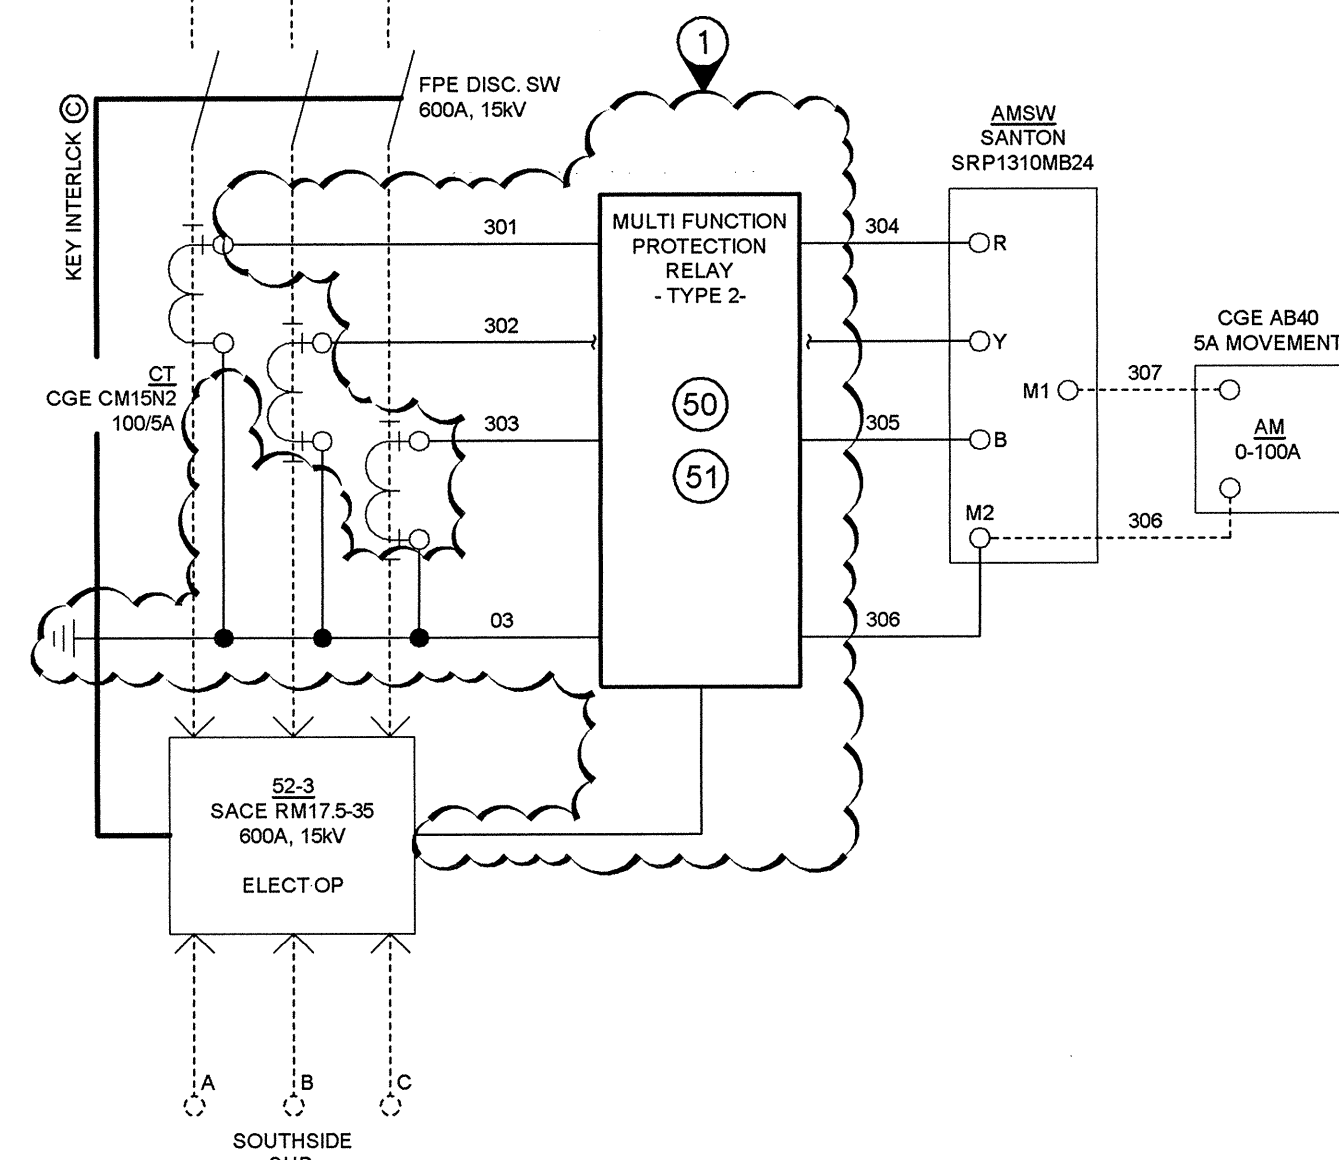 1
FPE DISC. SW
600A, 15kV
KEY INTERLCK C
AMSW
SANTON
SRP1310MB24
MULTI FUNCTION
PROTECTION
RELAY
- TYPE 2-
50
51
301
302
303
03
304
305
306
R
Y
B
M1
M2
307
306
CGE AB40
5A MOVEMENT
AM
0-100A
CT
CGE CM15N2
100/5A
52-3
SACE RM17.5-35
600A, 15kV
ELECT OP
A
B
C
SOUTHSIDE